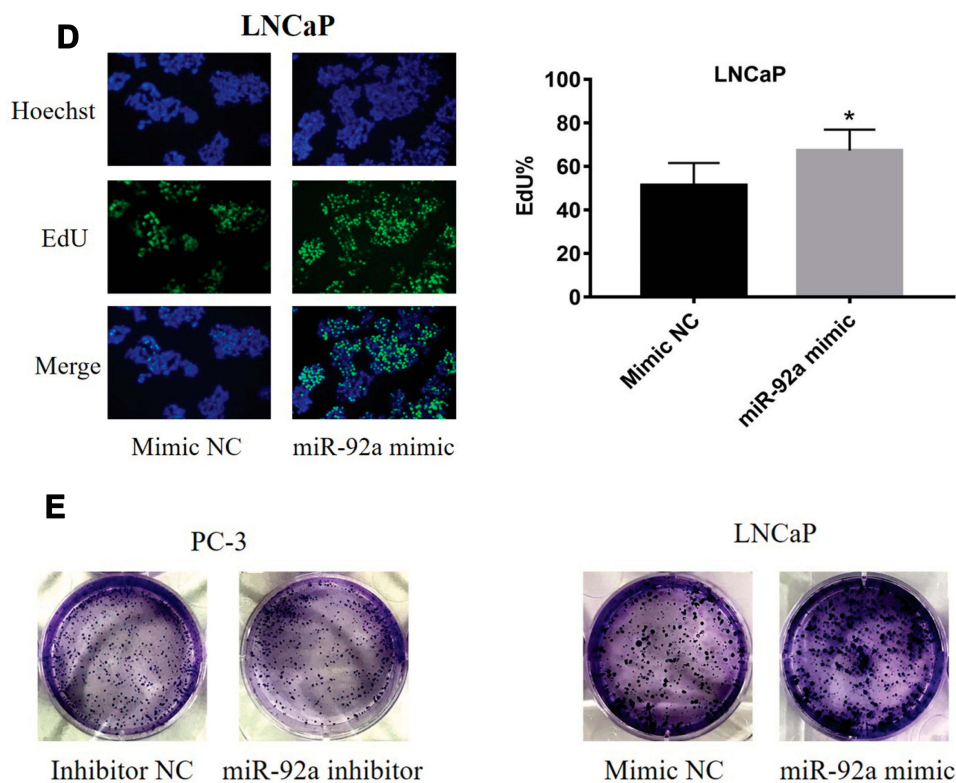 D
LNCaP
Hoechst
EdU
Merge
Mimic NC
miR-92a mimic
LNCaP
EdU%
100
80
60
40
20
0
*
Mimic NC
miR-92a mimic
E
PC-3
LNCaP
Inhibitor NC
miR-92a inhibitor
Mimic NC
miR-92a mimic